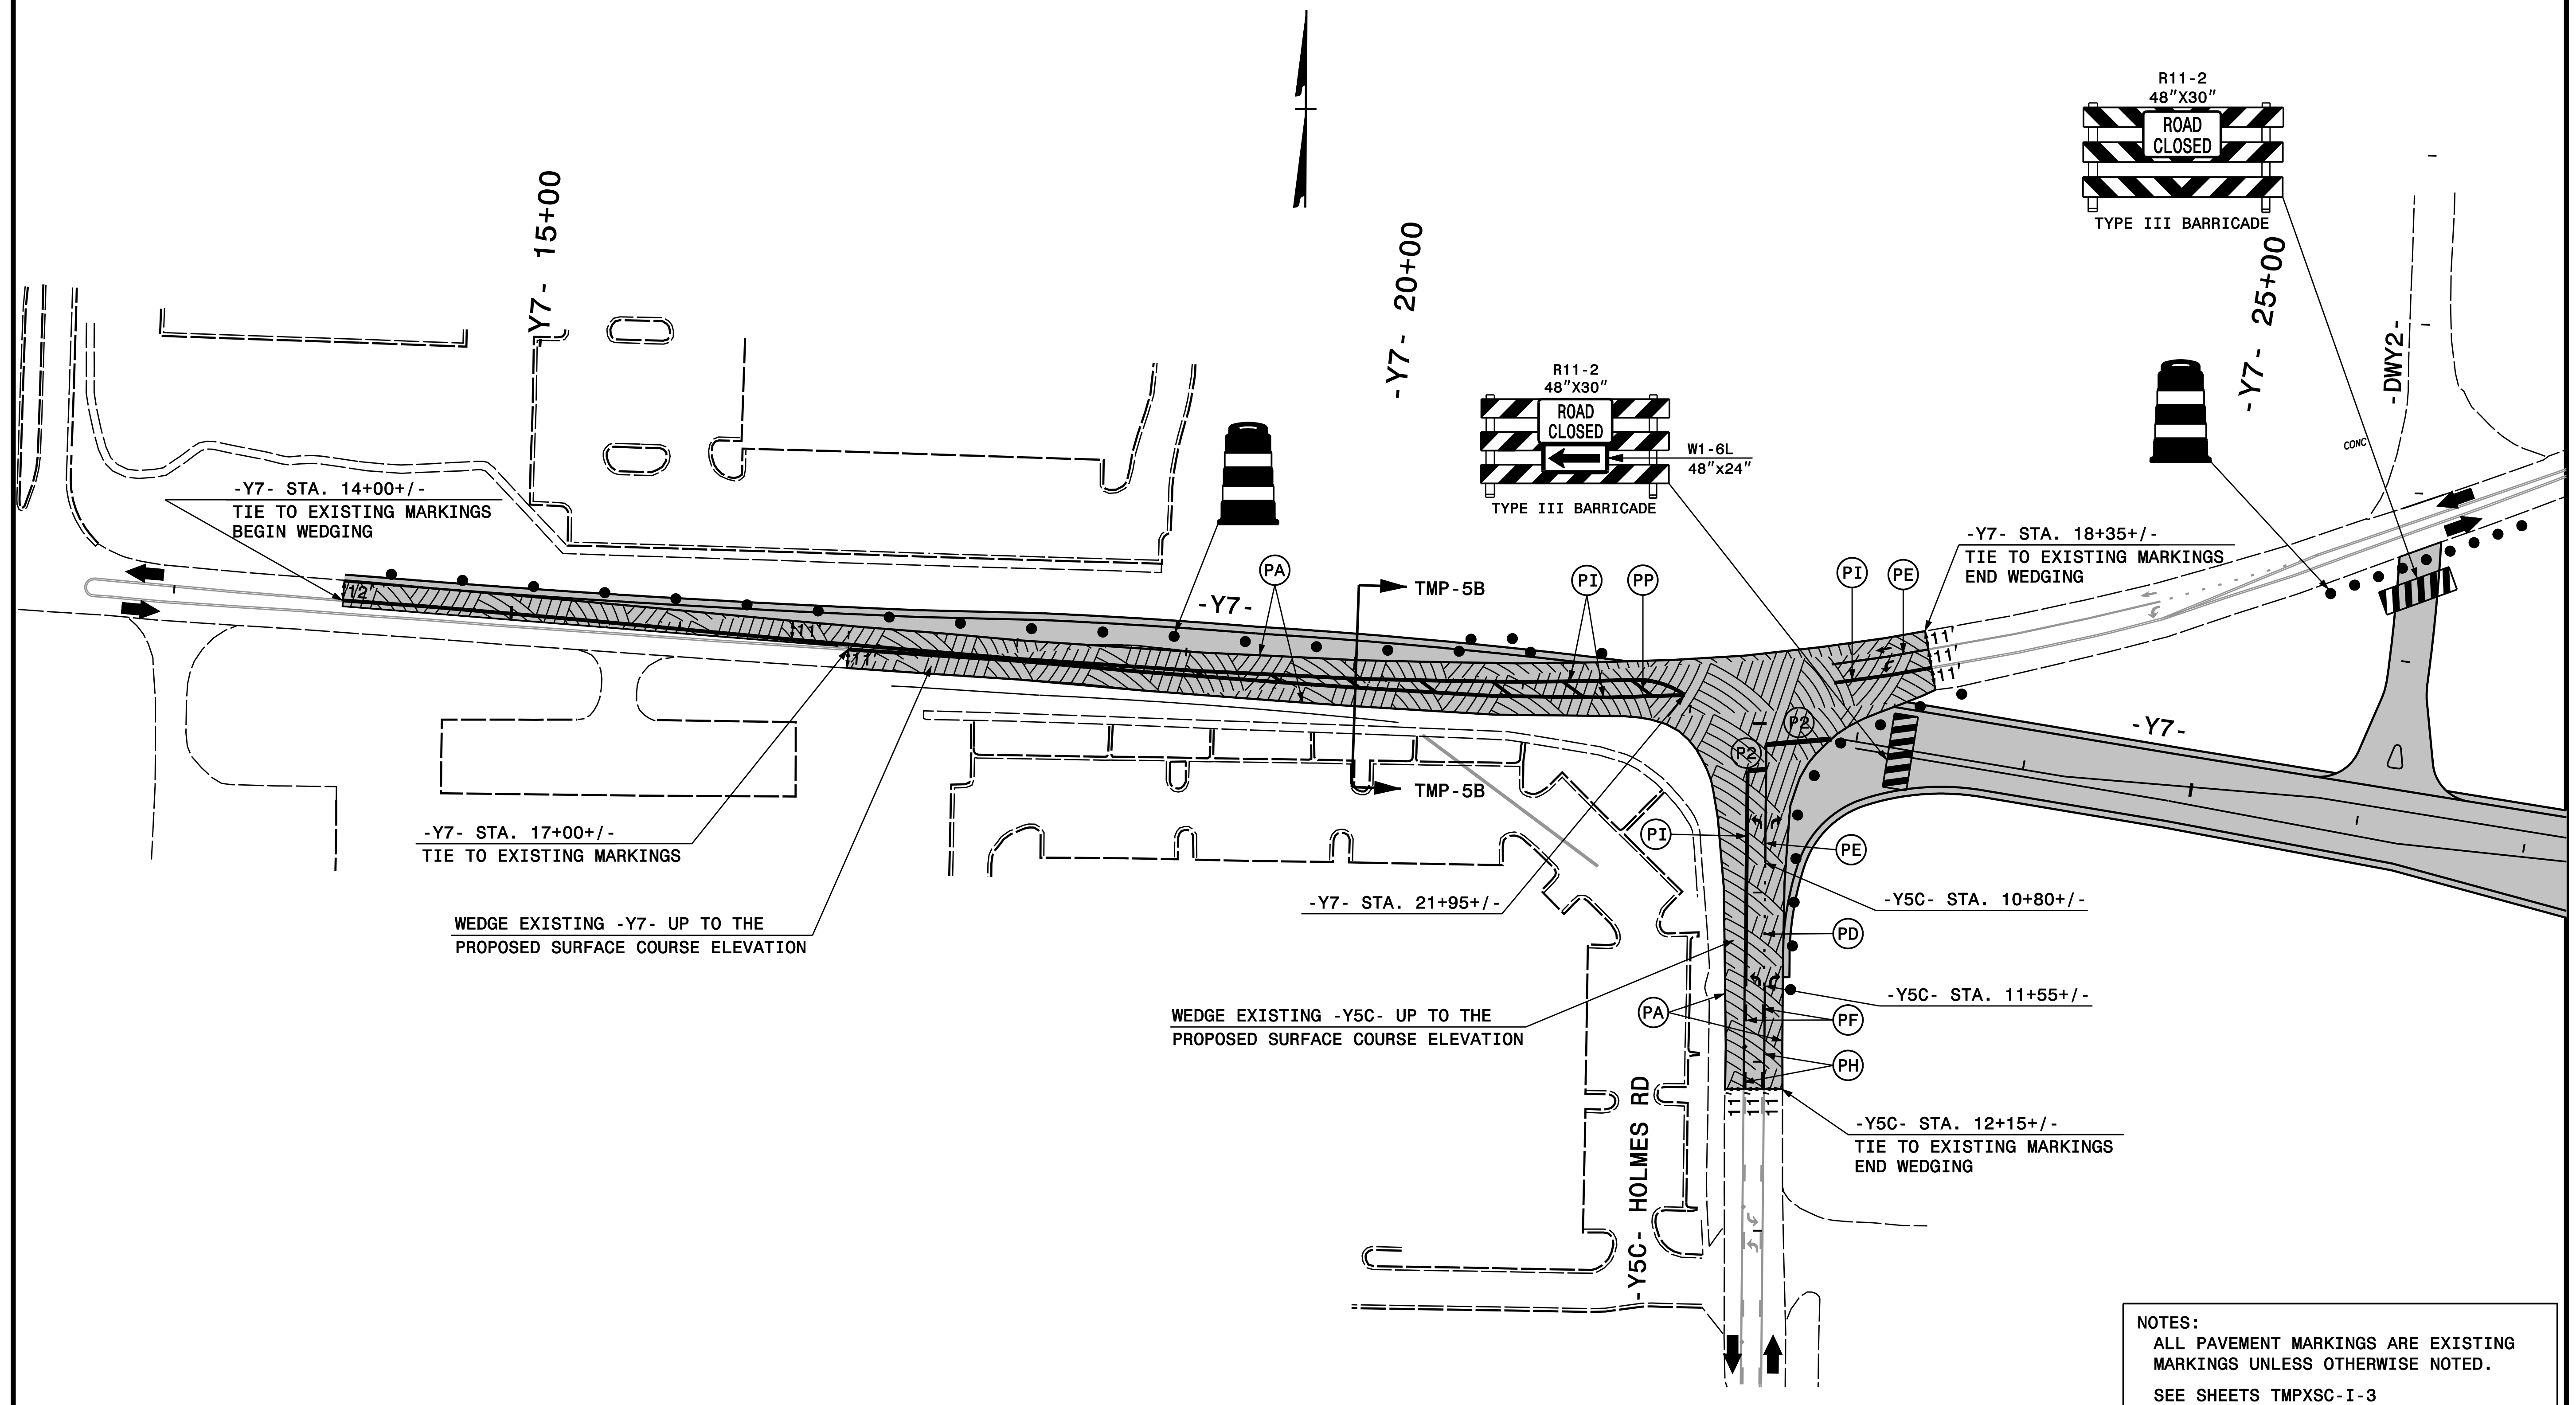 R11-2
48"X30"
ROAD
CLOSED
TYPE III BARRICADE
-Y7- 15+00
-Y7- 20+00
-Y7- 25+00
-DWY2-
CONC
R11-2
48"X30"
ROAD
CLOSED
W1-6L
48"x24"
TYPE III BARRICADE
-Y7- STA. 14+00+/-
TIE TO EXISTING MARKINGS
BEGIN WEDGING
-Y7- STA. 18+35+/-
TIE TO EXISTING MARKINGS
END WEDGING
PA
PI
PP
PI
PE
TMP-5B
-Y7-
12'
11'
11'
11'
11'
11'
P2
P2
-Y7-
TMP-5B
-Y7- STA. 17+00+/-
TIE TO EXISTING MARKINGS
PI
PE
-Y7- STA. 21+95+/-
-Y5C- STA. 10+80+/-
WEDGE EXISTING -Y7- UP TO THE
PROPOSED SURFACE COURSE ELEVATION
PD
-Y5C- STA. 11+55+/-
WEDGE EXISTING -Y5C- UP TO THE
PROPOSED SURFACE COURSE ELEVATION
PA
PF
PH
11'
11'
11'
-Y5C- HOLMES RD
-Y5C- STA. 12+15+/-
TIE TO EXISTING MARKINGS
END WEDGING
NOTES:
ALL PAVEMENT MARKINGS ARE EXISTING
MARKINGS UNLESS OTHERWISE NOTED.
SEE SHEETS TMPXSC-I-3